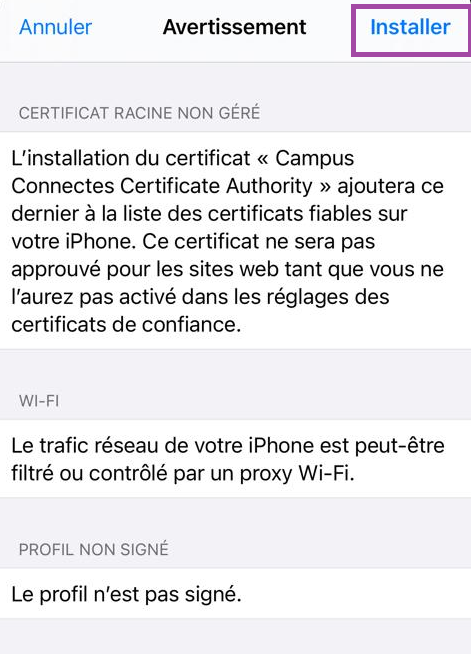 Annuler Avertissement Installer
CERTIFICAT RACINE NON GÉRÉ
L’installation du certificat « Campus
Connectes Certificate Authority » ajoutera ce
dernier à la liste des certificats fiables sur
votre iPhone. Ce certificat ne sera pas
approuvé pour les sites web tant que vous ne
l’aurez pas activé dans les réglages des
certificats de confiance.
WI-FI
Le trafic réseau de votre iPhone est peut-être
filtré ou contrôlé par un proxy Wi-Fi.
PROFIL NON SIGNÉ
Le profil n’est pas signé.